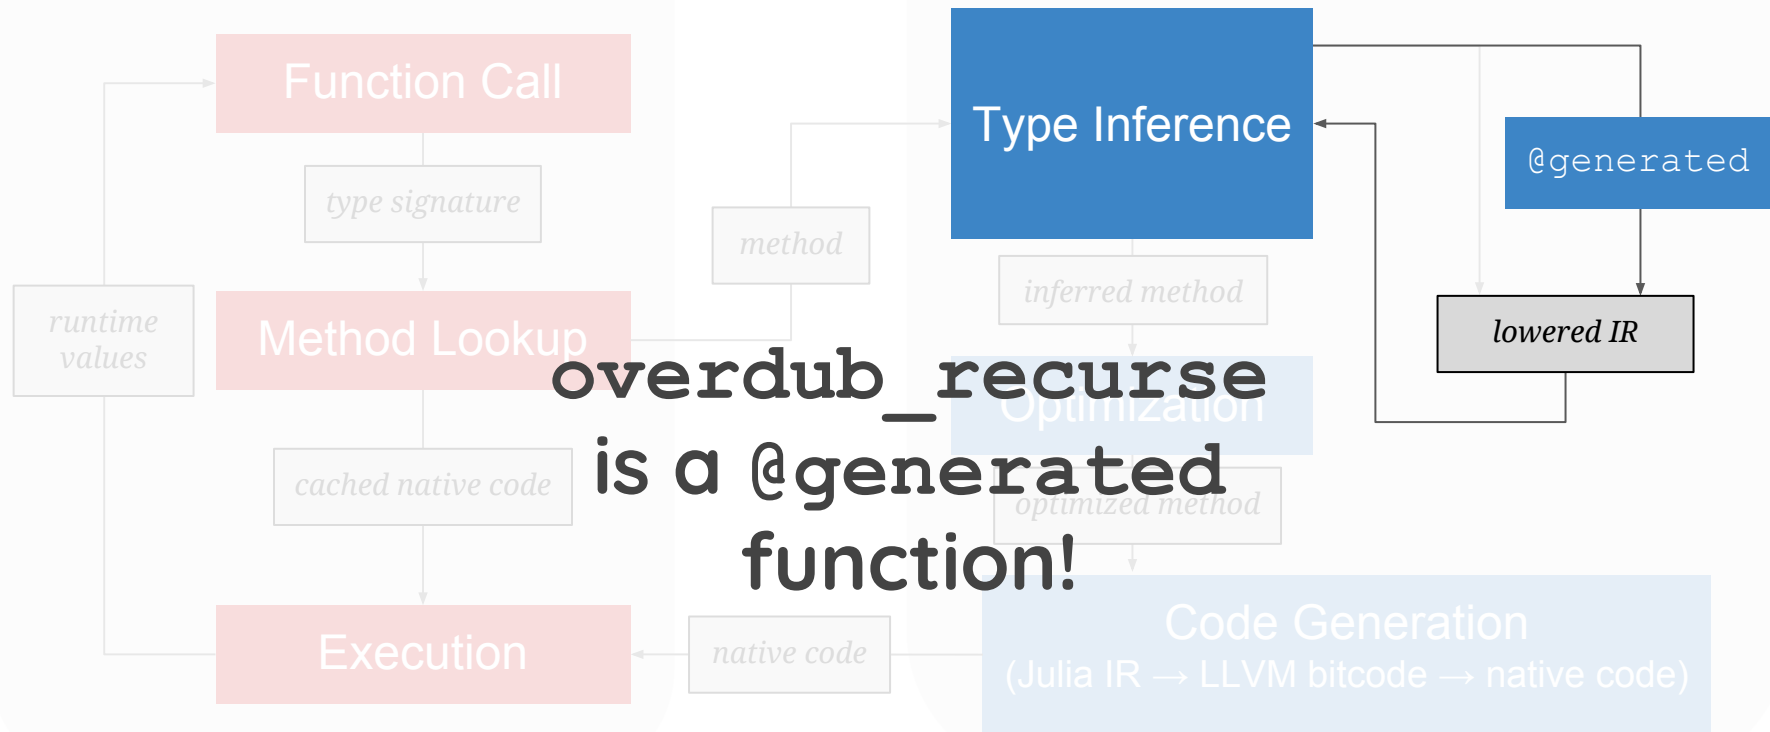 Function Call
type signature
runtime
values
Method Lookup
cached native code
Execution
method
native code
Type Inference
@generated
lowered IR
inferred method
Optimization
optimized method
Code Generation
(Julia IR → LLVM bitcode → native code)
overdub_recurse
is a @generated
function!